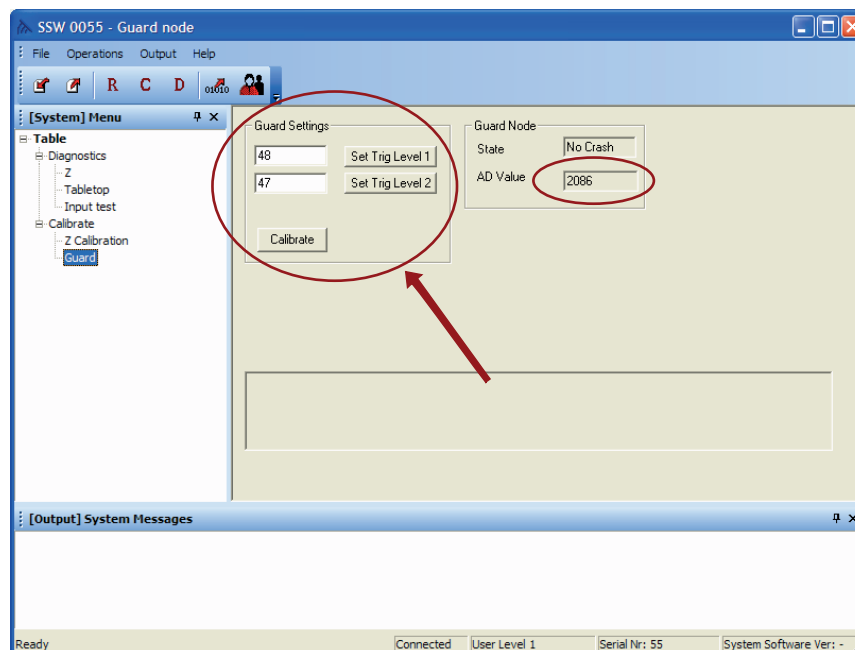 SSW 0055 - Guard node
File Operations Output Help
R C D 01010
[System] Menu
Table
Diagnostics
Z
Tabletop
Input test
Calibrate
Z Calibration
Guard
Guard Settings
48 Set Trig Level 1
47 Set Trig Level 2
Calibrate
Guard Node
State No Crash
AD Value 2086
[Output] System Messages
Ready Connected User Level 1 Serial Nr: 55 System Software Ver: -